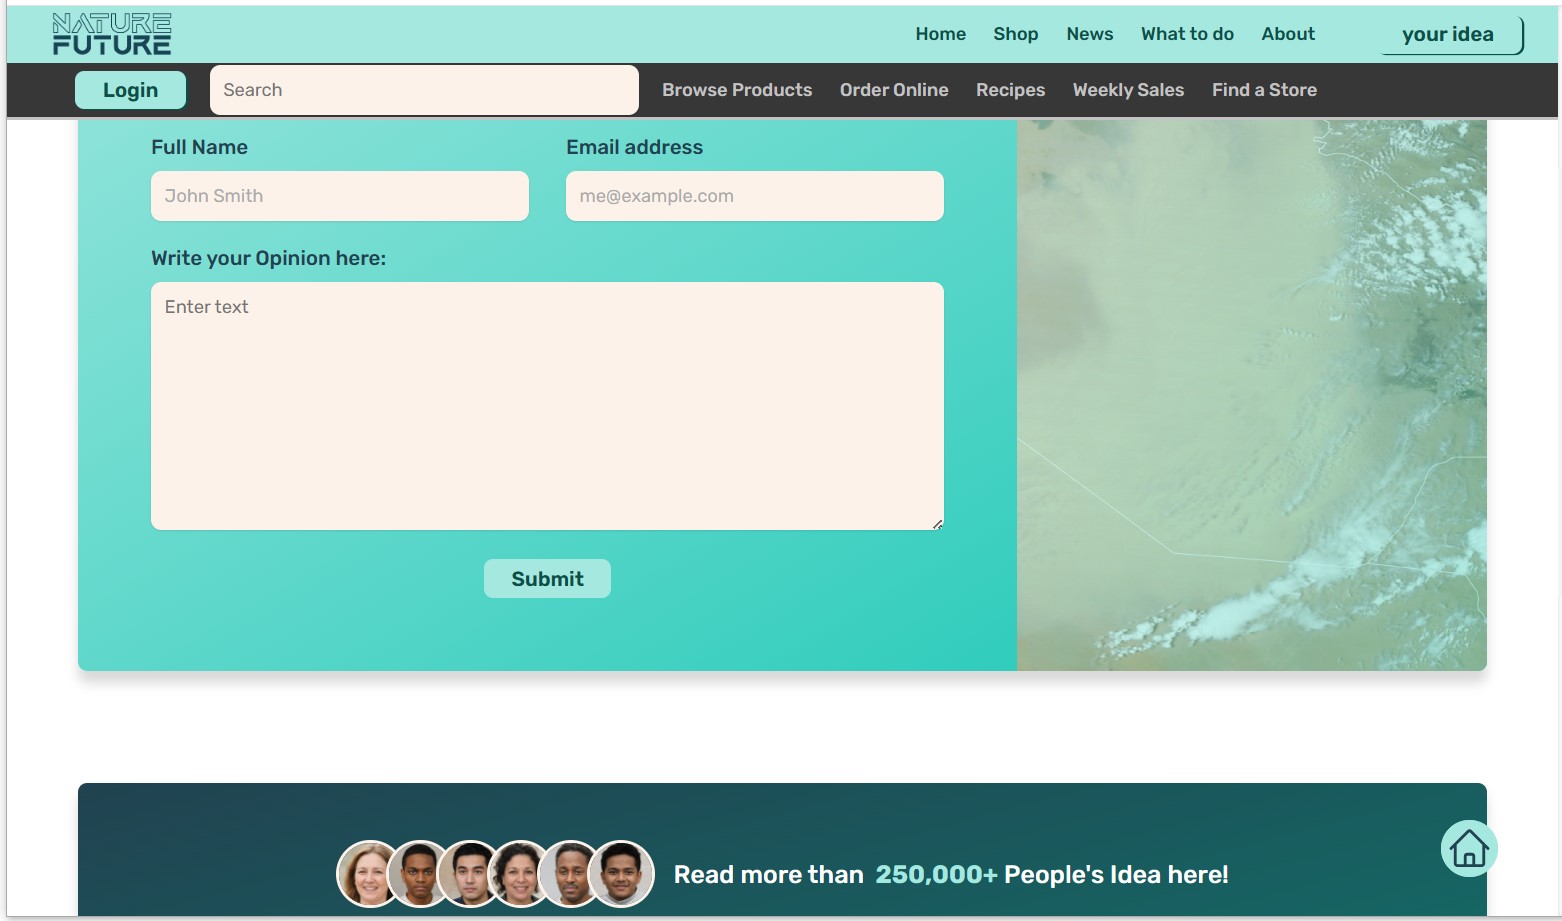 NATURE
FUTURE
Home Shop News What to do About your idea
Login Search Browse Products Order Online Recipes Weekly Sales Find a Store
Full Name Email address
John Smith me@example.com
Write your Opinion here:
Enter text
Submit
Read more than 250,000+ People's Idea here!